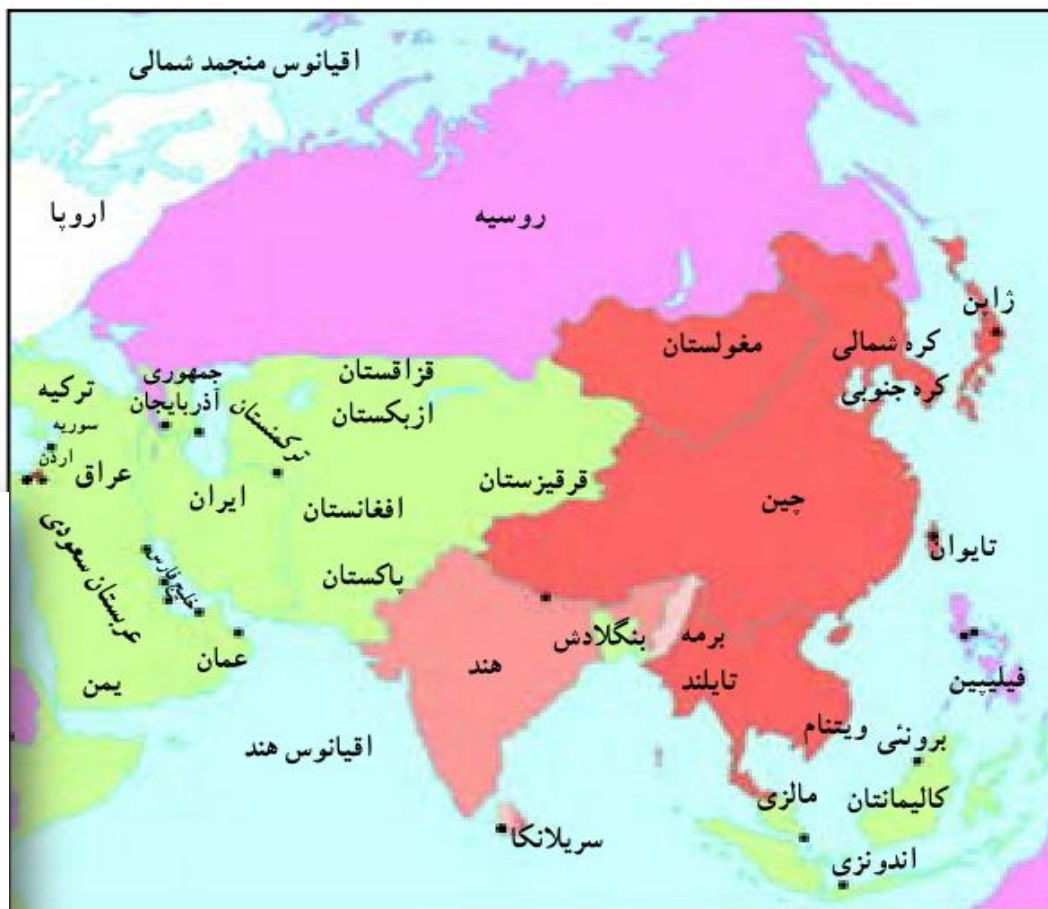 اقیانوس منجمد شمالی
اروپا
روسیه
ژاپن
مغولستان
کره شمالی
کره جنوبی
قزاقستان
ازبکستان
ترکمنستان
جمهوری
آذربایجان
ترکیه
سوریه
اردن
عراق
ایران
افغانستان
قرقیزستان
چین
تایوان
پاکستان
خلیج فارس
عربستان سعودی
عمان
یمن
هند
بنگلادش
برمه
تایلند
فیلیپین
ویتنام
برونئی
اقیانوس هند
مالزی
کالیمانتان
سریلانکا
اندونزی